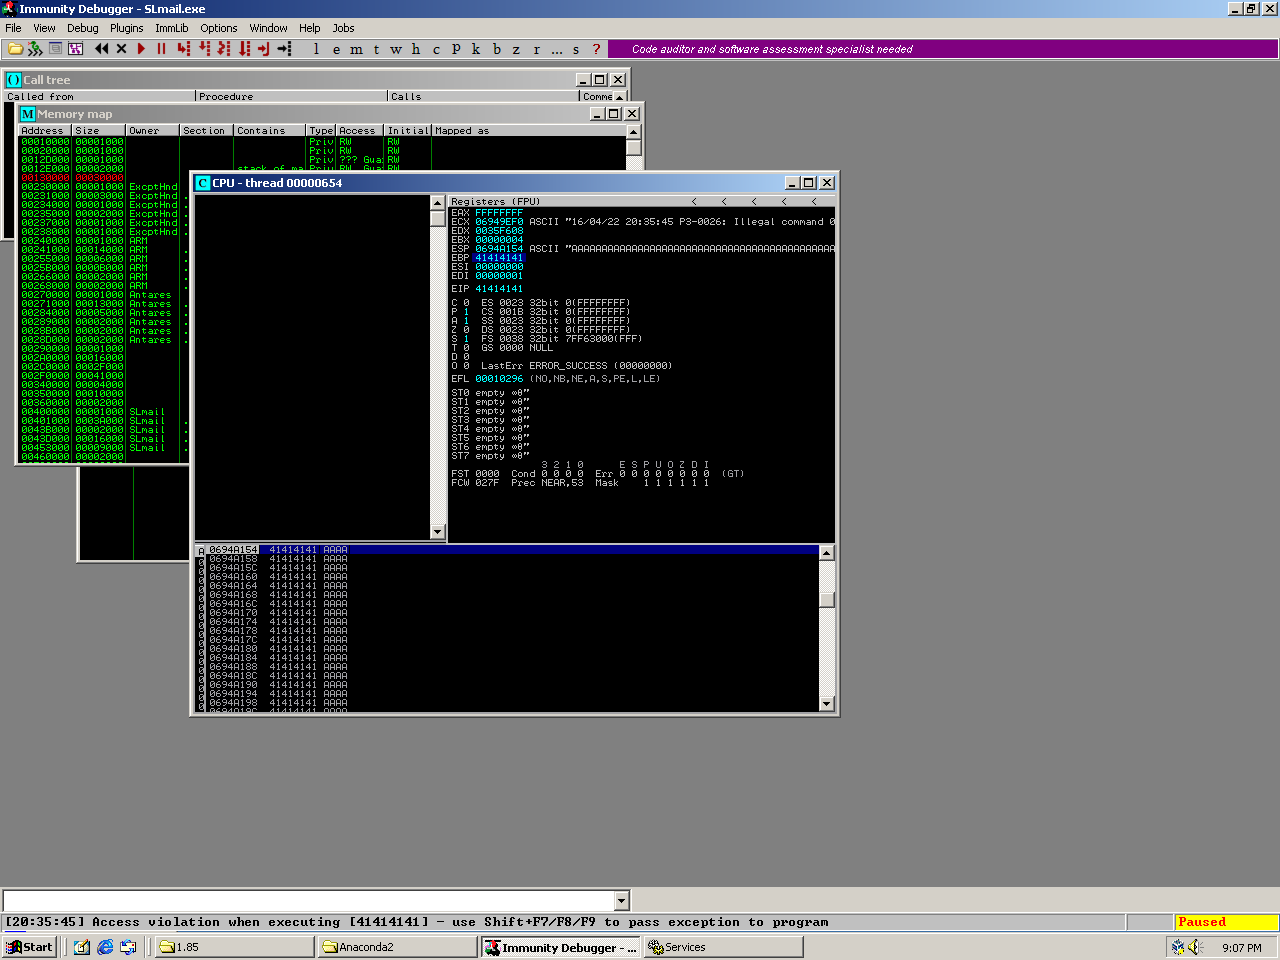 Immunity Debugger - SLmail.exe
File View Debug Plugins ImmLib Options Window Help Jobs
l e m t w h c p k b z r ... s ?
Code auditor and software assessment specialist needed
Call tree
Called from Procedure Calls Comme
Memory map
Address Size Owner Section Contains Type Access Initial Mapped as
00010000 00001000 Priv RW RW
00020000 00001000 Priv RW RW
0012D000 00001000 Priv ??? Gua: RW
0012E000 00002000 stack of ma Priv RW Gua: RW
00130000 00030000
00230000 00001000 ExcptHnd
00231000 00003000 ExcptHnd .
00234000 00001000 ExcptHnd .
00235000 00002000 ExcptHnd .
00237000 00001000 ExcptHnd .
00238000 00001000 ExcptHnd .
00240000 00001000 ARM
00241000 00014000 ARM .
00255000 00006000 ARM .
0025B000 0000B000 ARM .
00266000 00002000 ARM .
00268000 00002000 ARM .
00270000 00001000 Antares
00271000 00013000 Antares .
00284000 00005000 Antares .
00289000 00002000 Antares .
0028B000 00002000 Antares .
0028D000 00002000 Antares .
00290000 00001000
002A0000 00016000
002C0000 0002F000
002F0000 00041000
00340000 00004000
00350000 00010000
00360000 00002000
00400000 00001000 SLmail
00401000 0003A000 SLmail .
0043B000 00002000 SLmail .
0043D000 00016000 SLmail .
00453000 00009000 SLmail .
00460000 00002000
CPU - thread 00000654
Registers (FPU) < < < < <
EAX FFFFFFFF
ECX 06949EF0 ASCII "16/04/22 20:35:45 P3-0026: Illegal command 0
EDX 0035F608
EBX 00000004
ESP 0694A154 ASCII "AAAAAAAAAAAAAAAAAAAAAAAAAAAAAAAAAAAAAAAAAAAA
EBP 41414141
ESI 00000000
EDI 00000001
EIP 41414141
C 0 ES 0023 32bit 0(FFFFFFFF)
P 1 CS 001B 32bit 0(FFFFFFFF)
A 1 SS 0023 32bit 0(FFFFFFFF)
Z 0 DS 0023 32bit 0(FFFFFFFF)
S 1 FS 0038 32bit 7FF63000(FFF)
T 0 GS 0000 NULL
D 0
O 0 LastErr ERROR_SUCCESS (00000000)
EFL 00010296 (NO,NB,NE,A,S,PE,L,LE)
ST0 empty
ST1 empty
ST2 empty
ST3 empty
ST4 empty
ST5 empty
ST6 empty
ST7 empty
3 2 1 0 E S P U O Z D I
FST 0000 Cond 0 0 0 0 Err 0 0 0 0 0 0 0 0 (GT)
FCW 027F Prec NEAR,53 Mask 1 1 1 1 1 1
0694A154 41414141 AAAA
0694A158 41414141 AAAA
0694A15C 41414141 AAAA
0694A160 41414141 AAAA
0694A164 41414141 AAAA
0694A168 41414141 AAAA
0694A16C 41414141 AAAA
0694A170 41414141 AAAA
0694A174 41414141 AAAA
0694A178 41414141 AAAA
0694A17C 41414141 AAAA
0694A180 41414141 AAAA
0694A184 41414141 AAAA
0694A188 41414141 AAAA
0694A18C 41414141 AAAA
0694A190 41414141 AAAA
0694A194 41414141 AAAA
0694A198 41414141 AAAA
0694A19C 41414141 AAAA
[20:35:45] Access violation when executing [41414141] - use Shift+F7/F8/F9 to pass exception to program
Paused
Start 1.85 Anaconda2 Immunity Debugger - ... Services 9:07 PM